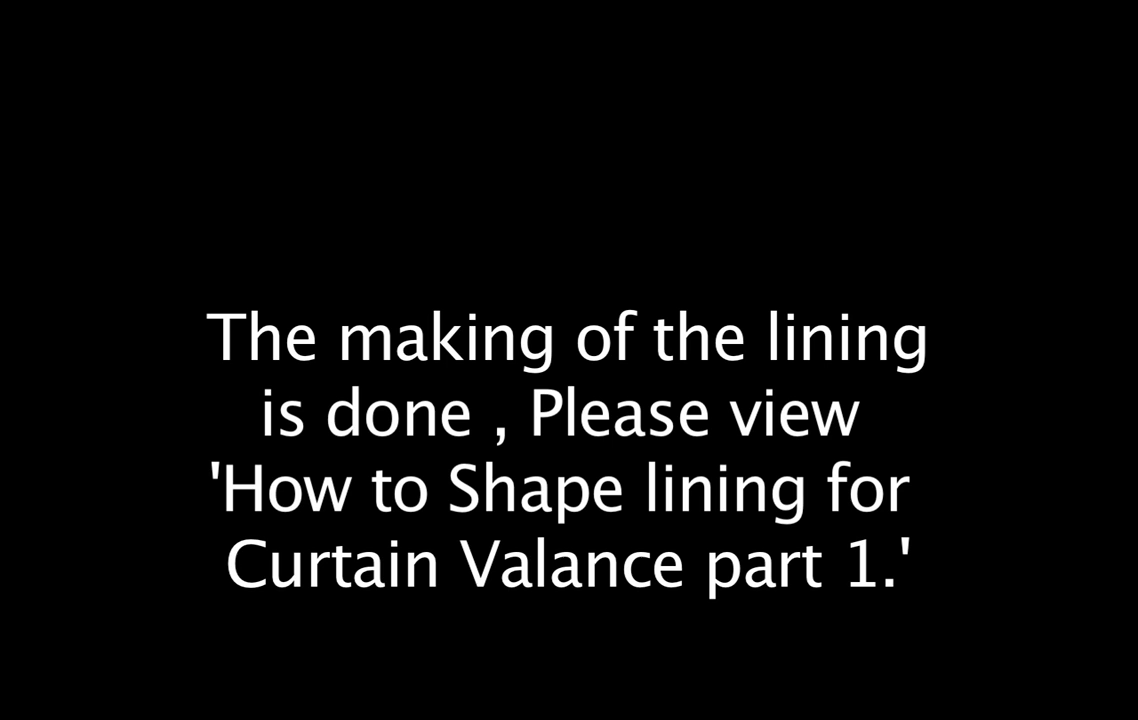 The making of the lining
is done , Please view
'How to Shape lining for
Curtain Valance part 1.'